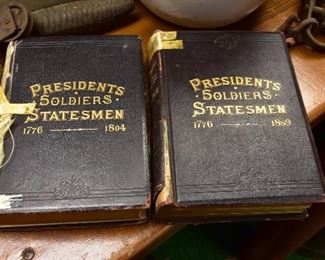 PRESIDENTS
SOLDIERS
STATESMEN
1776 — 1894
PRESIDENTS
SOLDIERS
STATESMEN
1776 — 1889